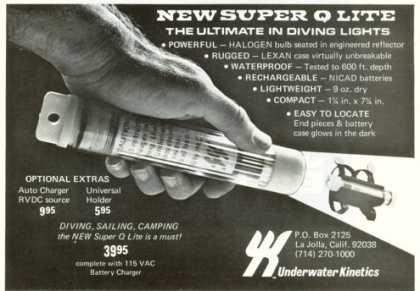 NEW SUPER Q LITE
THE ULTIMATE IN DIVING LIGHTS
• POWERFUL — HALOGEN bulb seated in engineered reflector
• RUGGED — LEXAN case virtually unbreakable
• WATERPROOF — Tested to 600 ft. depth
• RECHARGEABLE — NICAD batteries
• LIGHTWEIGHT — 9 oz. dry
• COMPACT — 1¼ in. x 7¾ in.
• EASY TO LOCATE
End pieces & battery
case glows in the dark
OPTIONAL EXTRAS
Auto Charger
RVDC source
9.95
Universal
Holder
5.95
DIVING, SAILING, CAMPING
the NEW Super Q Lite is a must!
39.95
complete with 115 VAC
Battery Charger
P.O. Box 2125
La Jolla, Calif. 92038
(714) 270-1000
Underwater Kinetics